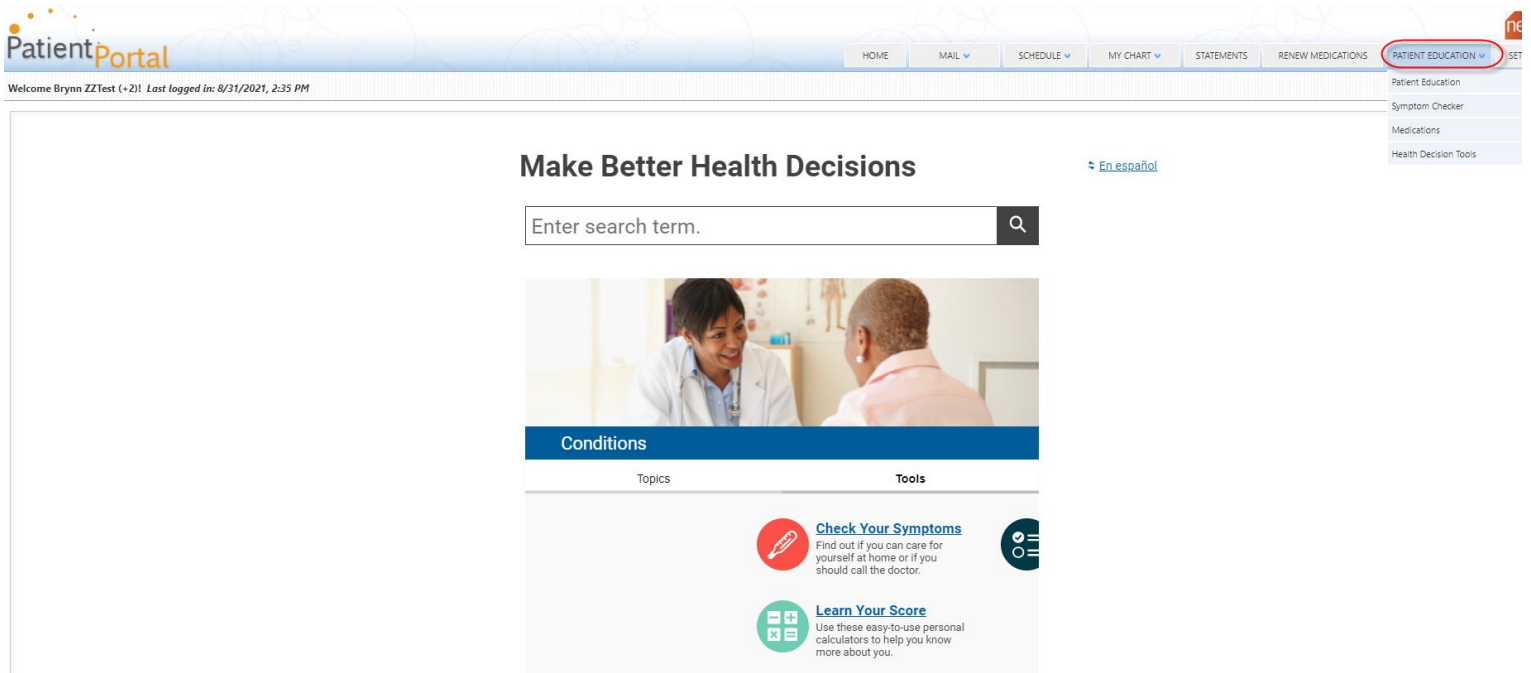 PatientPortal
ne
HOME MAIL SCHEDULE MY CHART STATEMENTS RENEW MEDICATIONS PATIENT EDUCATION SET
Welcome Brynn ZZTest (+2)! Last logged in: 8/31/2021, 2:35 PM
Patient Education
Symptom Checker
Medications
Health Decision Tools
Make Better Health Decisions
En español
Enter search term.
Conditions
Topics Tools
Check Your Symptoms
Find out if you can care for
yourself at home or if you
should call the doctor.
Learn Your Score
Use these easy-to-use personal
calculators to help you know
more about you.